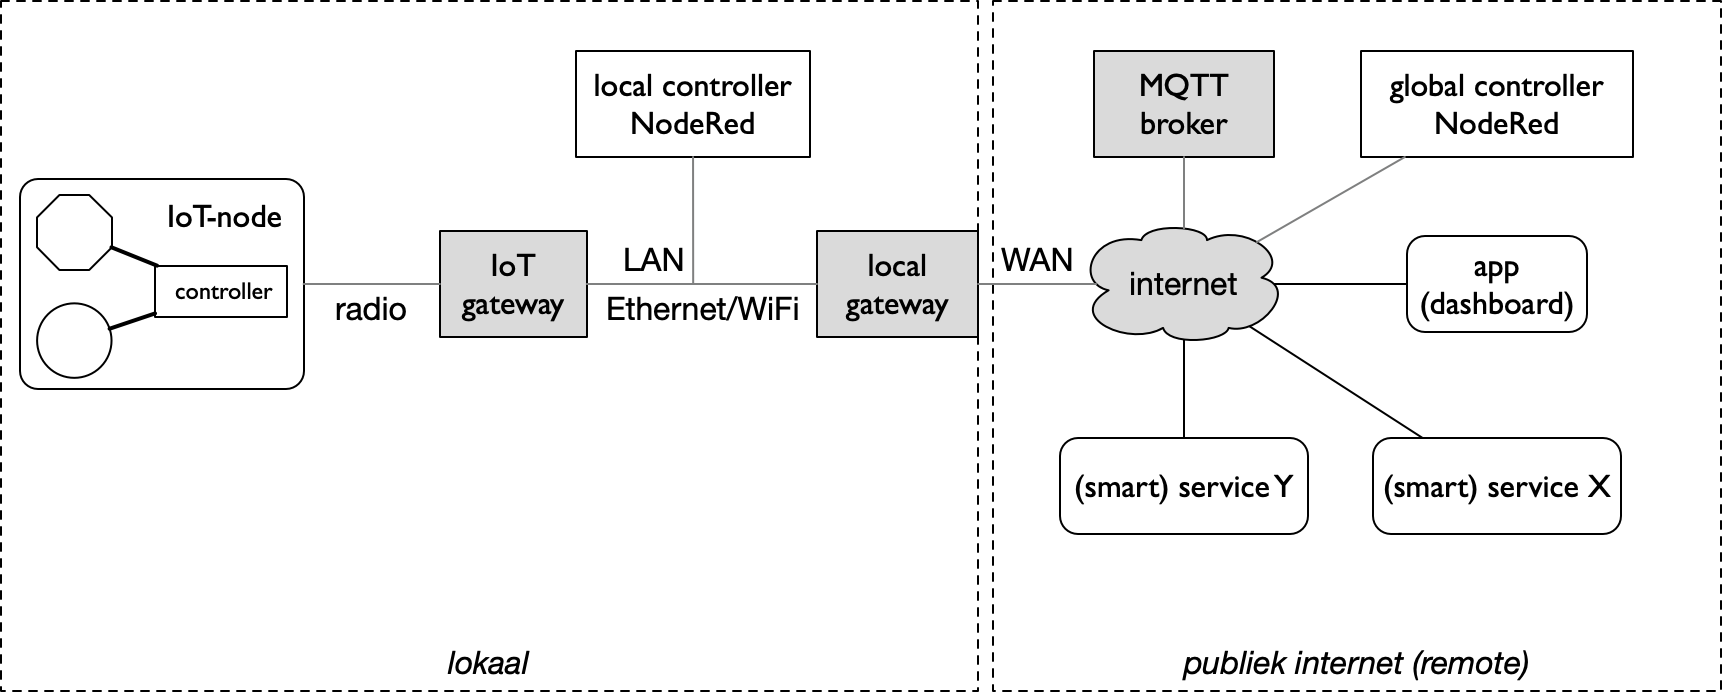 local controller
NodeRed
IoT-node
controller
radio
IoT
gateway
LAN
Ethernet/WiFi
local
gateway
lokaal
MQTT
broker
global controller
NodeRed
WAN
internet
app
(dashboard)
(smart) service Y
(smart) service X
publiek internet (remote)